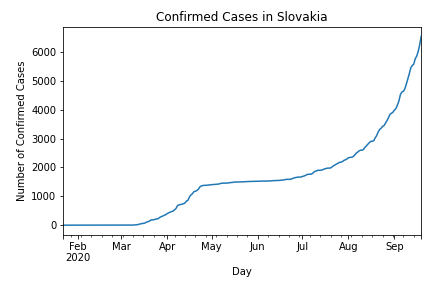 Confirmed Cases in Slovakia
Number of Confirmed Cases
6000
5000
4000
3000
2000
1000
0
Feb Mar Apr May Jun Jul Aug Sep
2020
Day